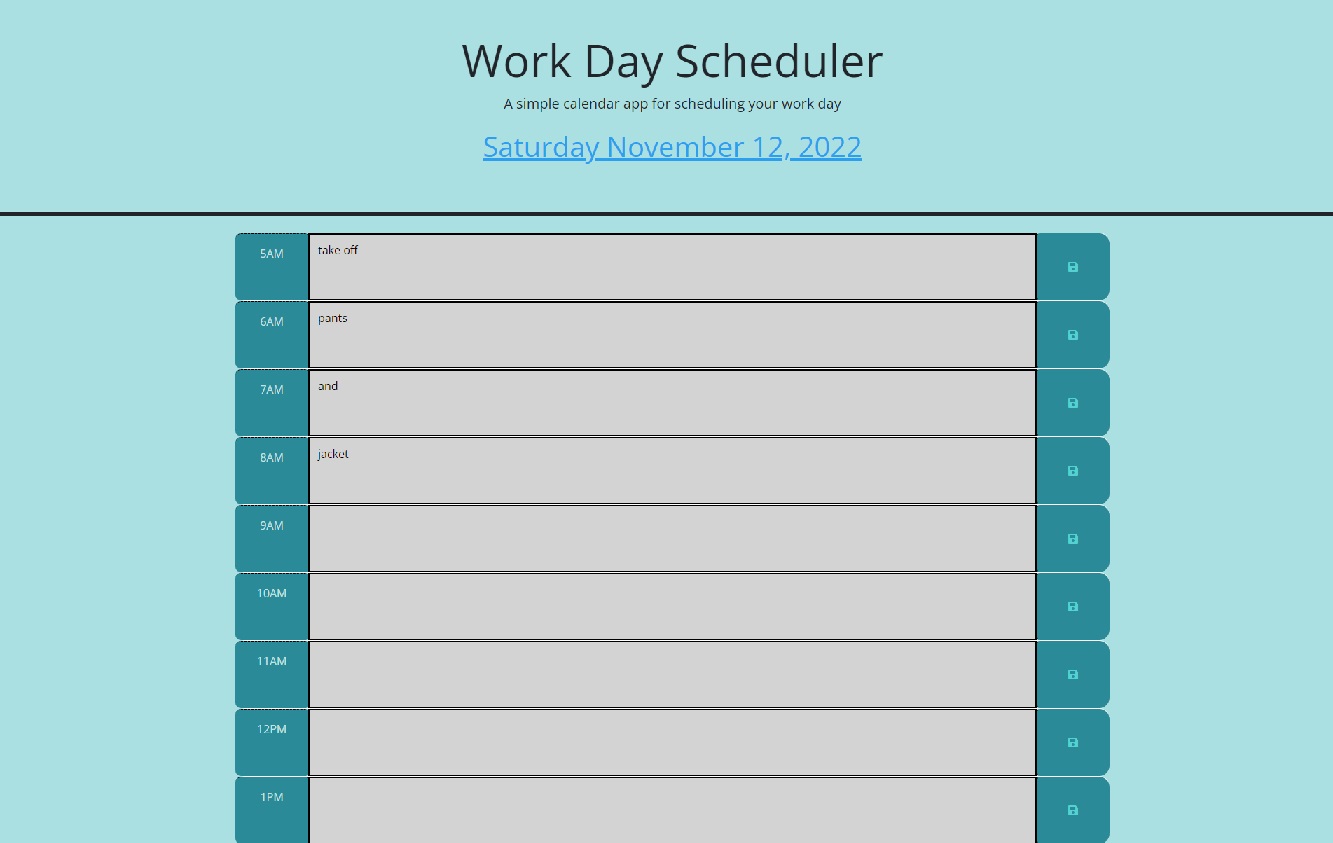 Work Day Scheduler
A simple calendar app for scheduling your work day
Saturday November 12, 2022
5AM take off
6AM pants
7AM and
8AM jacket
9AM
10AM
11AM
12PM
1PM